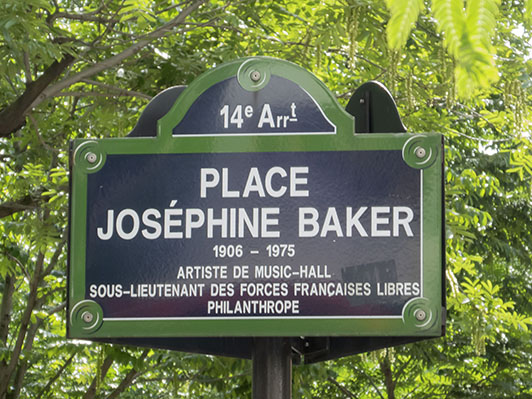 14e Arrt
PLACE
JOSÉPHINE BAKER
1906 – 1975
ARTISTE DE MUSIC–HALL
SOUS–LIEUTENANT DES FORCES FRANÇAISES LIBRES
PHILANTHROPE